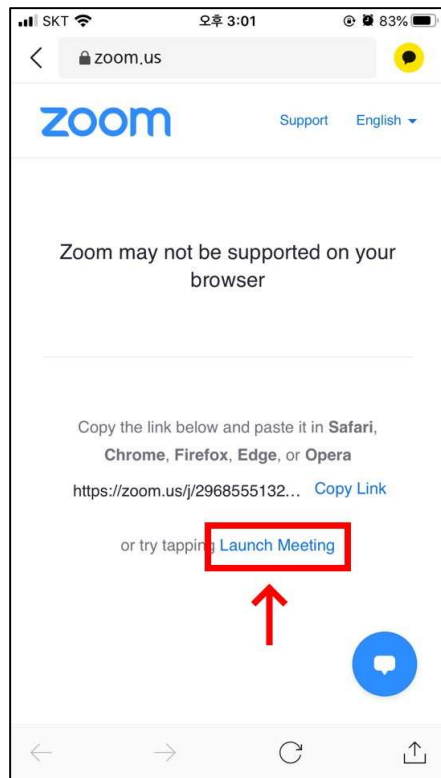 SKT 오후 3:01 83%
zoom.us
zoom Support English
Zoom may not be supported on your
browser
Copy the link below and paste it in Safari,
Chrome, Firefox, Edge, or Opera
https://zoom.us/j/2968555132... Copy Link
or try tapping Launch Meeting